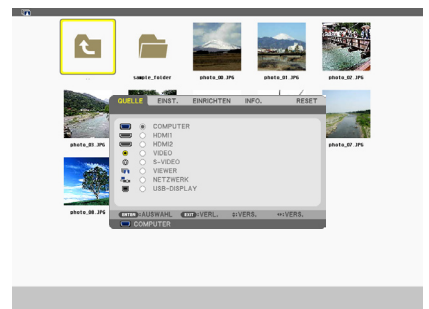 ..
sample_folder
photo_00.JPG
photo_01.JPG
photo_02.JPG
QUELLE EINST. EINRICHTEN INFO. RESET
COMPUTER
HDMI1
HDMI2
VIDEO
S-VIDEO
VIEWER
NETZWERK
USB-DISPLAY
photo_03.JPG
photo_07.JPG
photo_08.JPG
ENTER :AUSWAHL EXIT :VERL. ↕:VERS. ↔:VERS.
COMPUTER